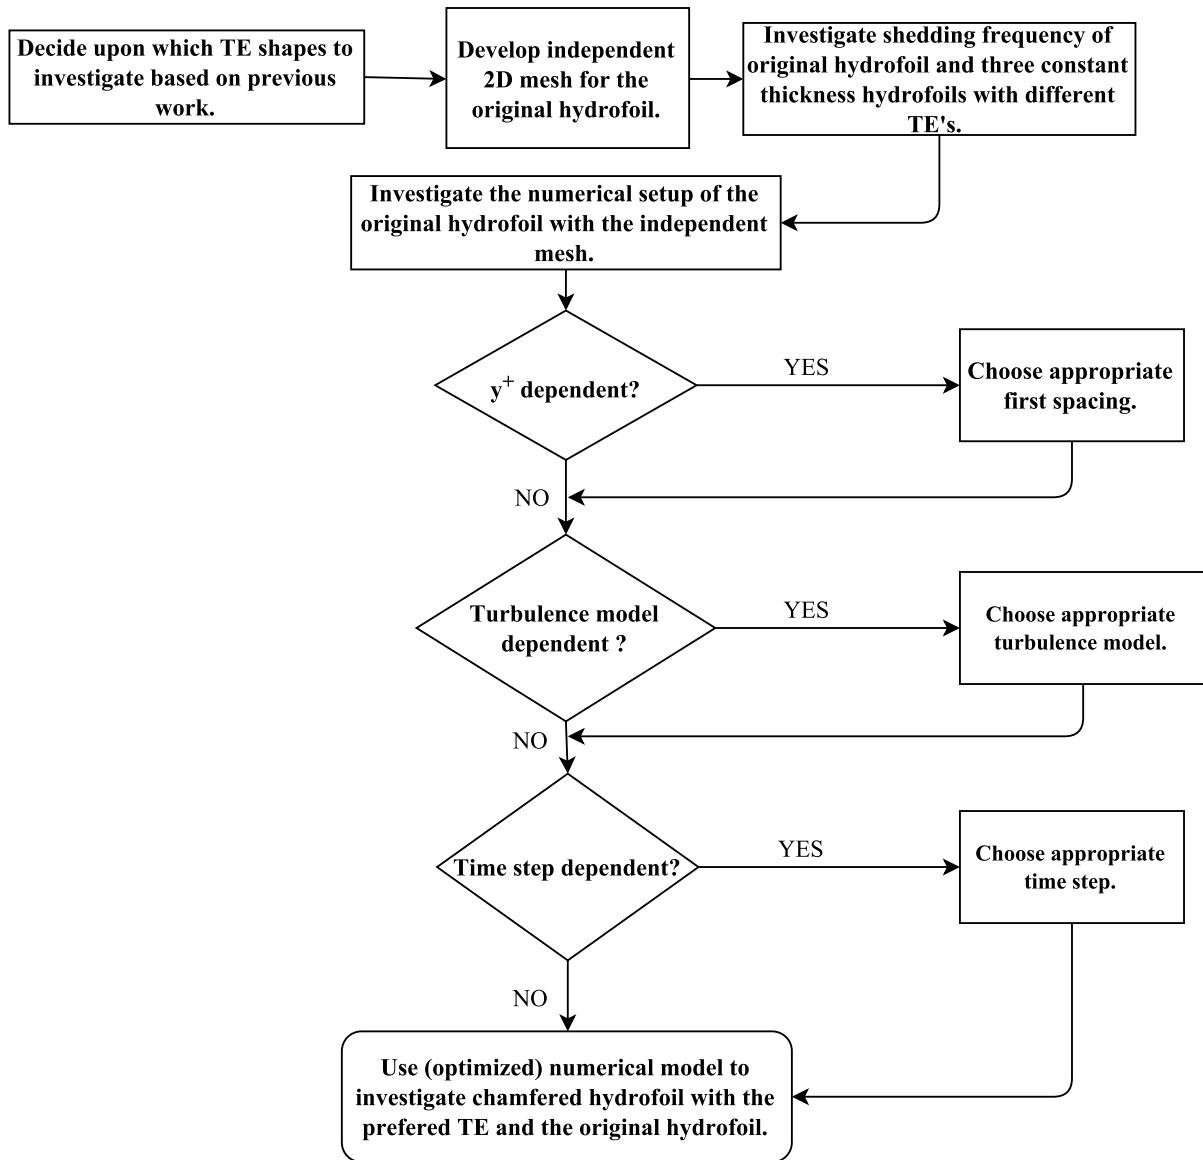 Decide upon which TE shapes to
investigate based on previous
work.
Develop independent
2D mesh for the
original hydrofoil.
Investigate shedding frequency of
original hydrofoil and three constant
thickness hydrofoils with different
TE's.
Investigate the numerical setup of the
original hydrofoil with the independent
mesh.
y+ dependent?
YES
Choose appropriate
first spacing.
NO
Turbulence model
dependent ?
YES
Choose appropriate
turbulence model.
NO
Time step dependent?
YES
Choose appropriate
time step.
NO
Use (optimized) numerical model to
investigate chamfered hydrofoil with the
prefered TE and the original hydrofoil.